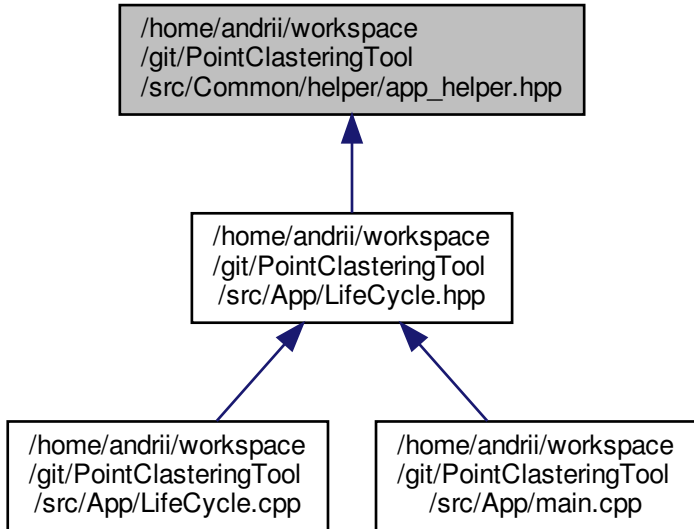 /home/andrii/workspace
/git/PointClasteringTool
/src/Common/helper/app_helper.hpp
/home/andrii/workspace
/git/PointClasteringTool
/src/App/LifeCycle.hpp
/home/andrii/workspace
/git/PointClasteringTool
/src/App/LifeCycle.cpp
/home/andrii/workspace
/git/PointClasteringTool
/src/App/main.cpp